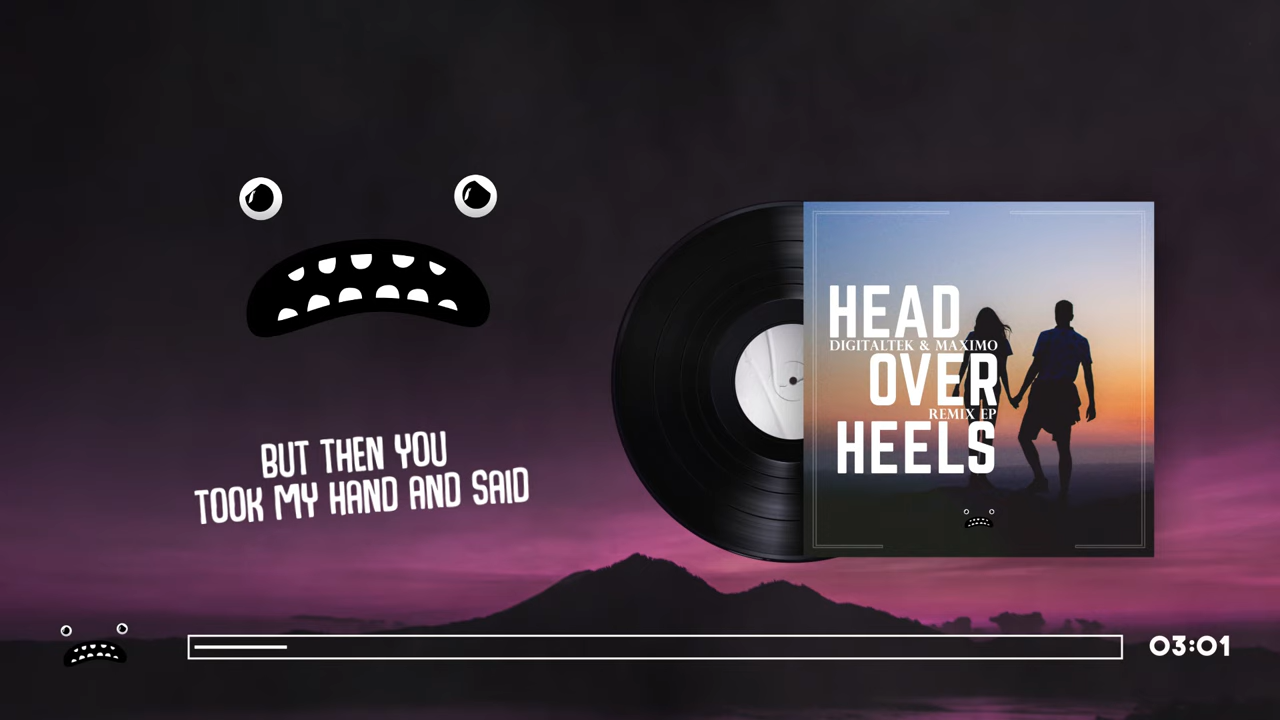 BUT THEN YOU
TOOK MY HAND AND SAID
HEAD
DIGITALTEK & MAXIMO
OVER
REMIX EP
HEELS
03:01